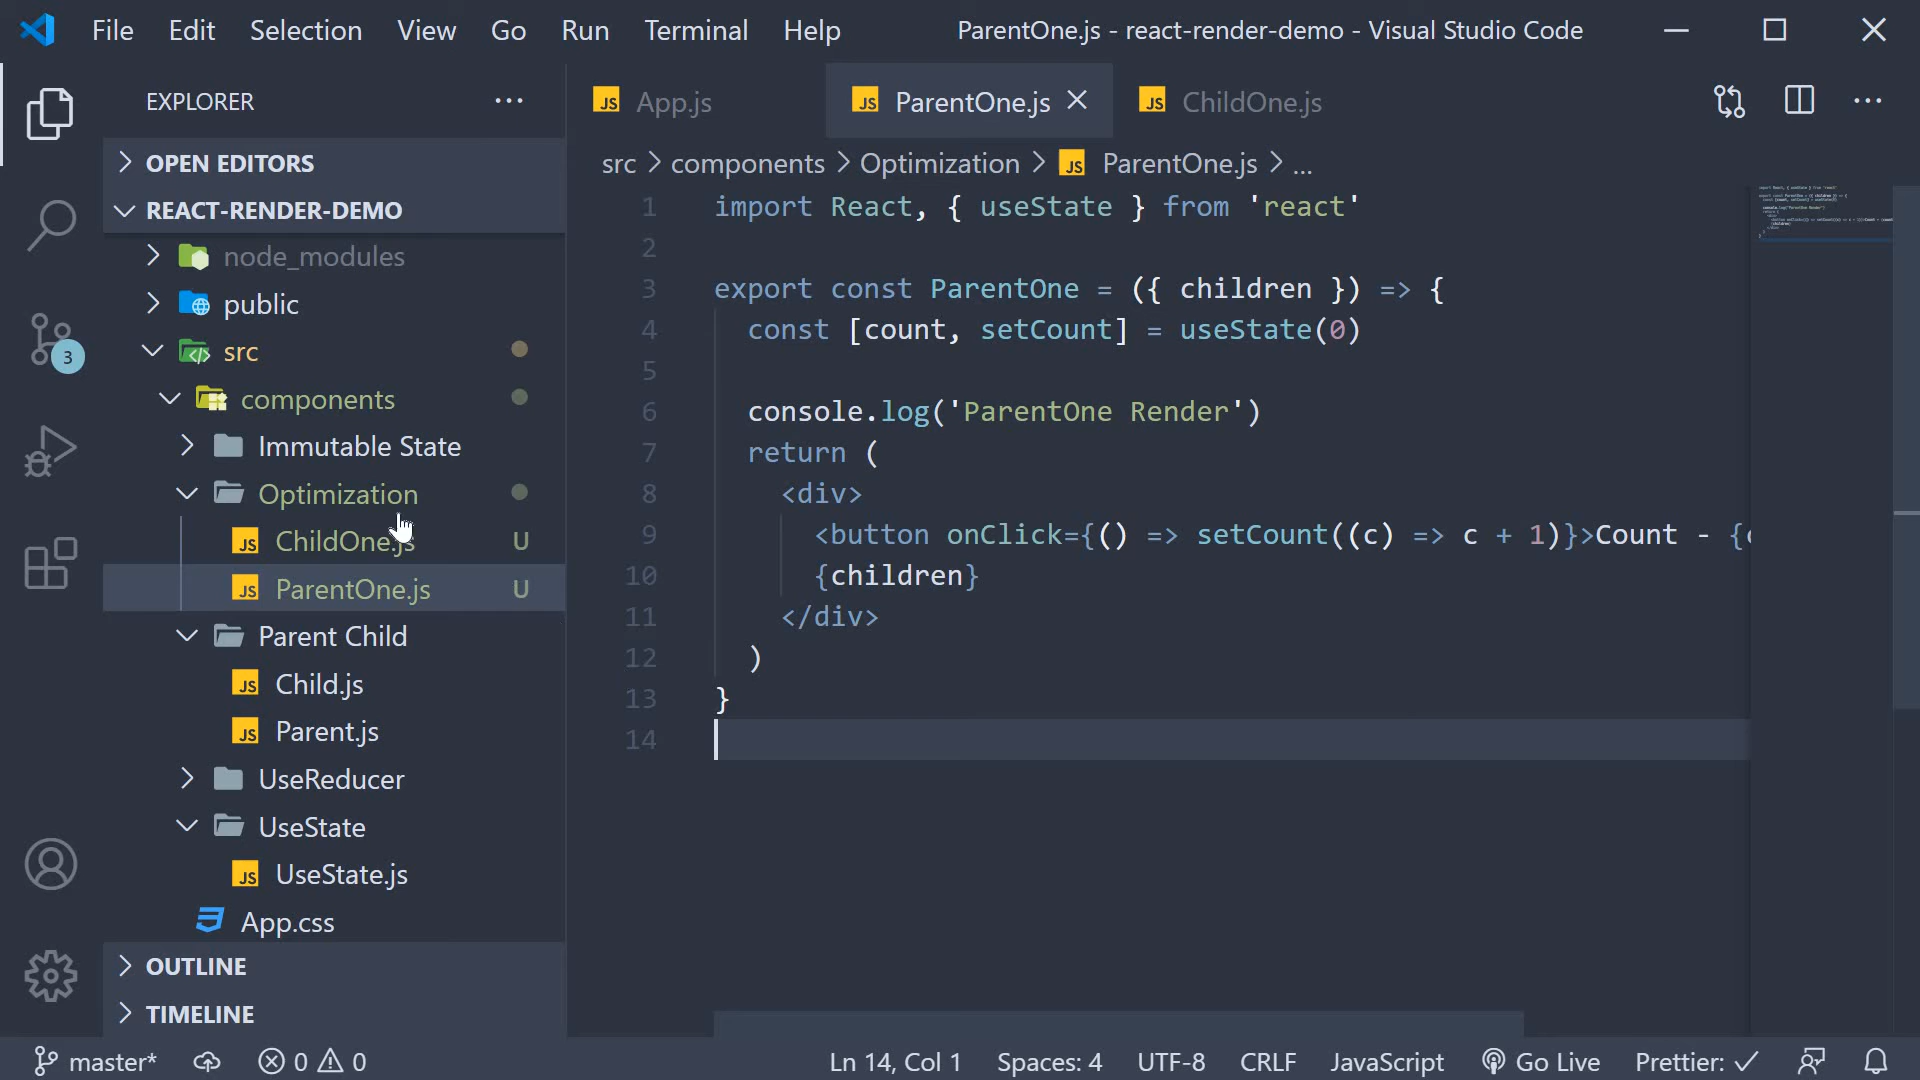 File Edit Selection View Go Run Terminal Help ParentOne.js - react-render-demo - Visual Studio Code
EXPLORER
OPEN EDITORS
REACT-RENDER-DEMO
node_modules
public
src
components
Immutable State
Optimization
ChildOne.js U
ParentOne.js U
Parent Child
Child.js
Parent.js
UseReducer
UseState
UseState.js
App.css
OUTLINE
TIMELINE
3
App.js ParentOne.js ChildOne.js
src > components > Optimization > ParentOne.js > ...
1 import React, { useState } from 'react'
2
3 export const ParentOne = ({ children }) => {
4 const [count, setCount] = useState(0)
5
6 console.log('ParentOne Render')
7 return (
8 <div>
9 <button onClick={() => setCount((c) => c + 1)}>Count - {
10 {children}
11 </div>
12 )
13 }
14
master* 0 0 Ln 14, Col 1 Spaces: 4 UTF-8 CRLF JavaScript Go Live Prettier: ✓